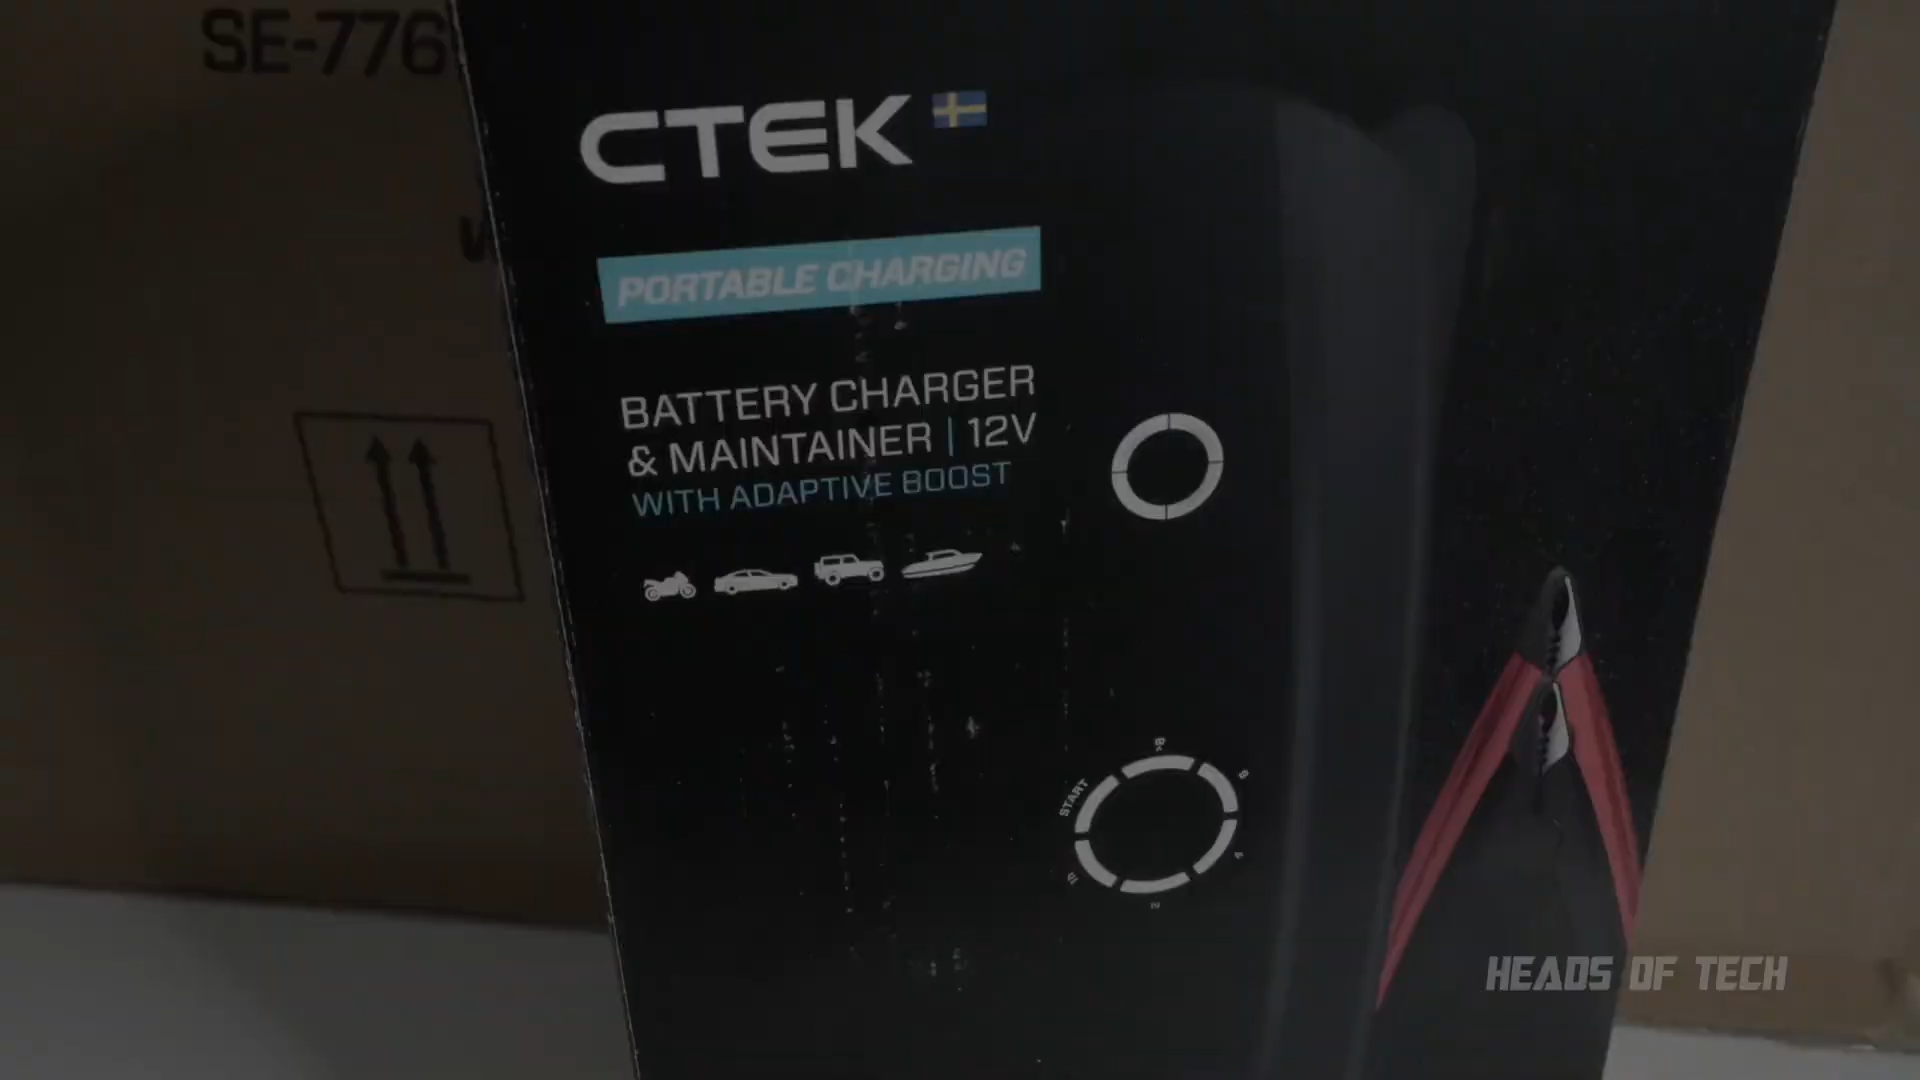 SE-776
CTEK
PORTABLE CHARGING
BATTERY CHARGER
& MAINTAINER | 12V
WITH ADAPTIVE BOOST
START
HEADS OF TECH